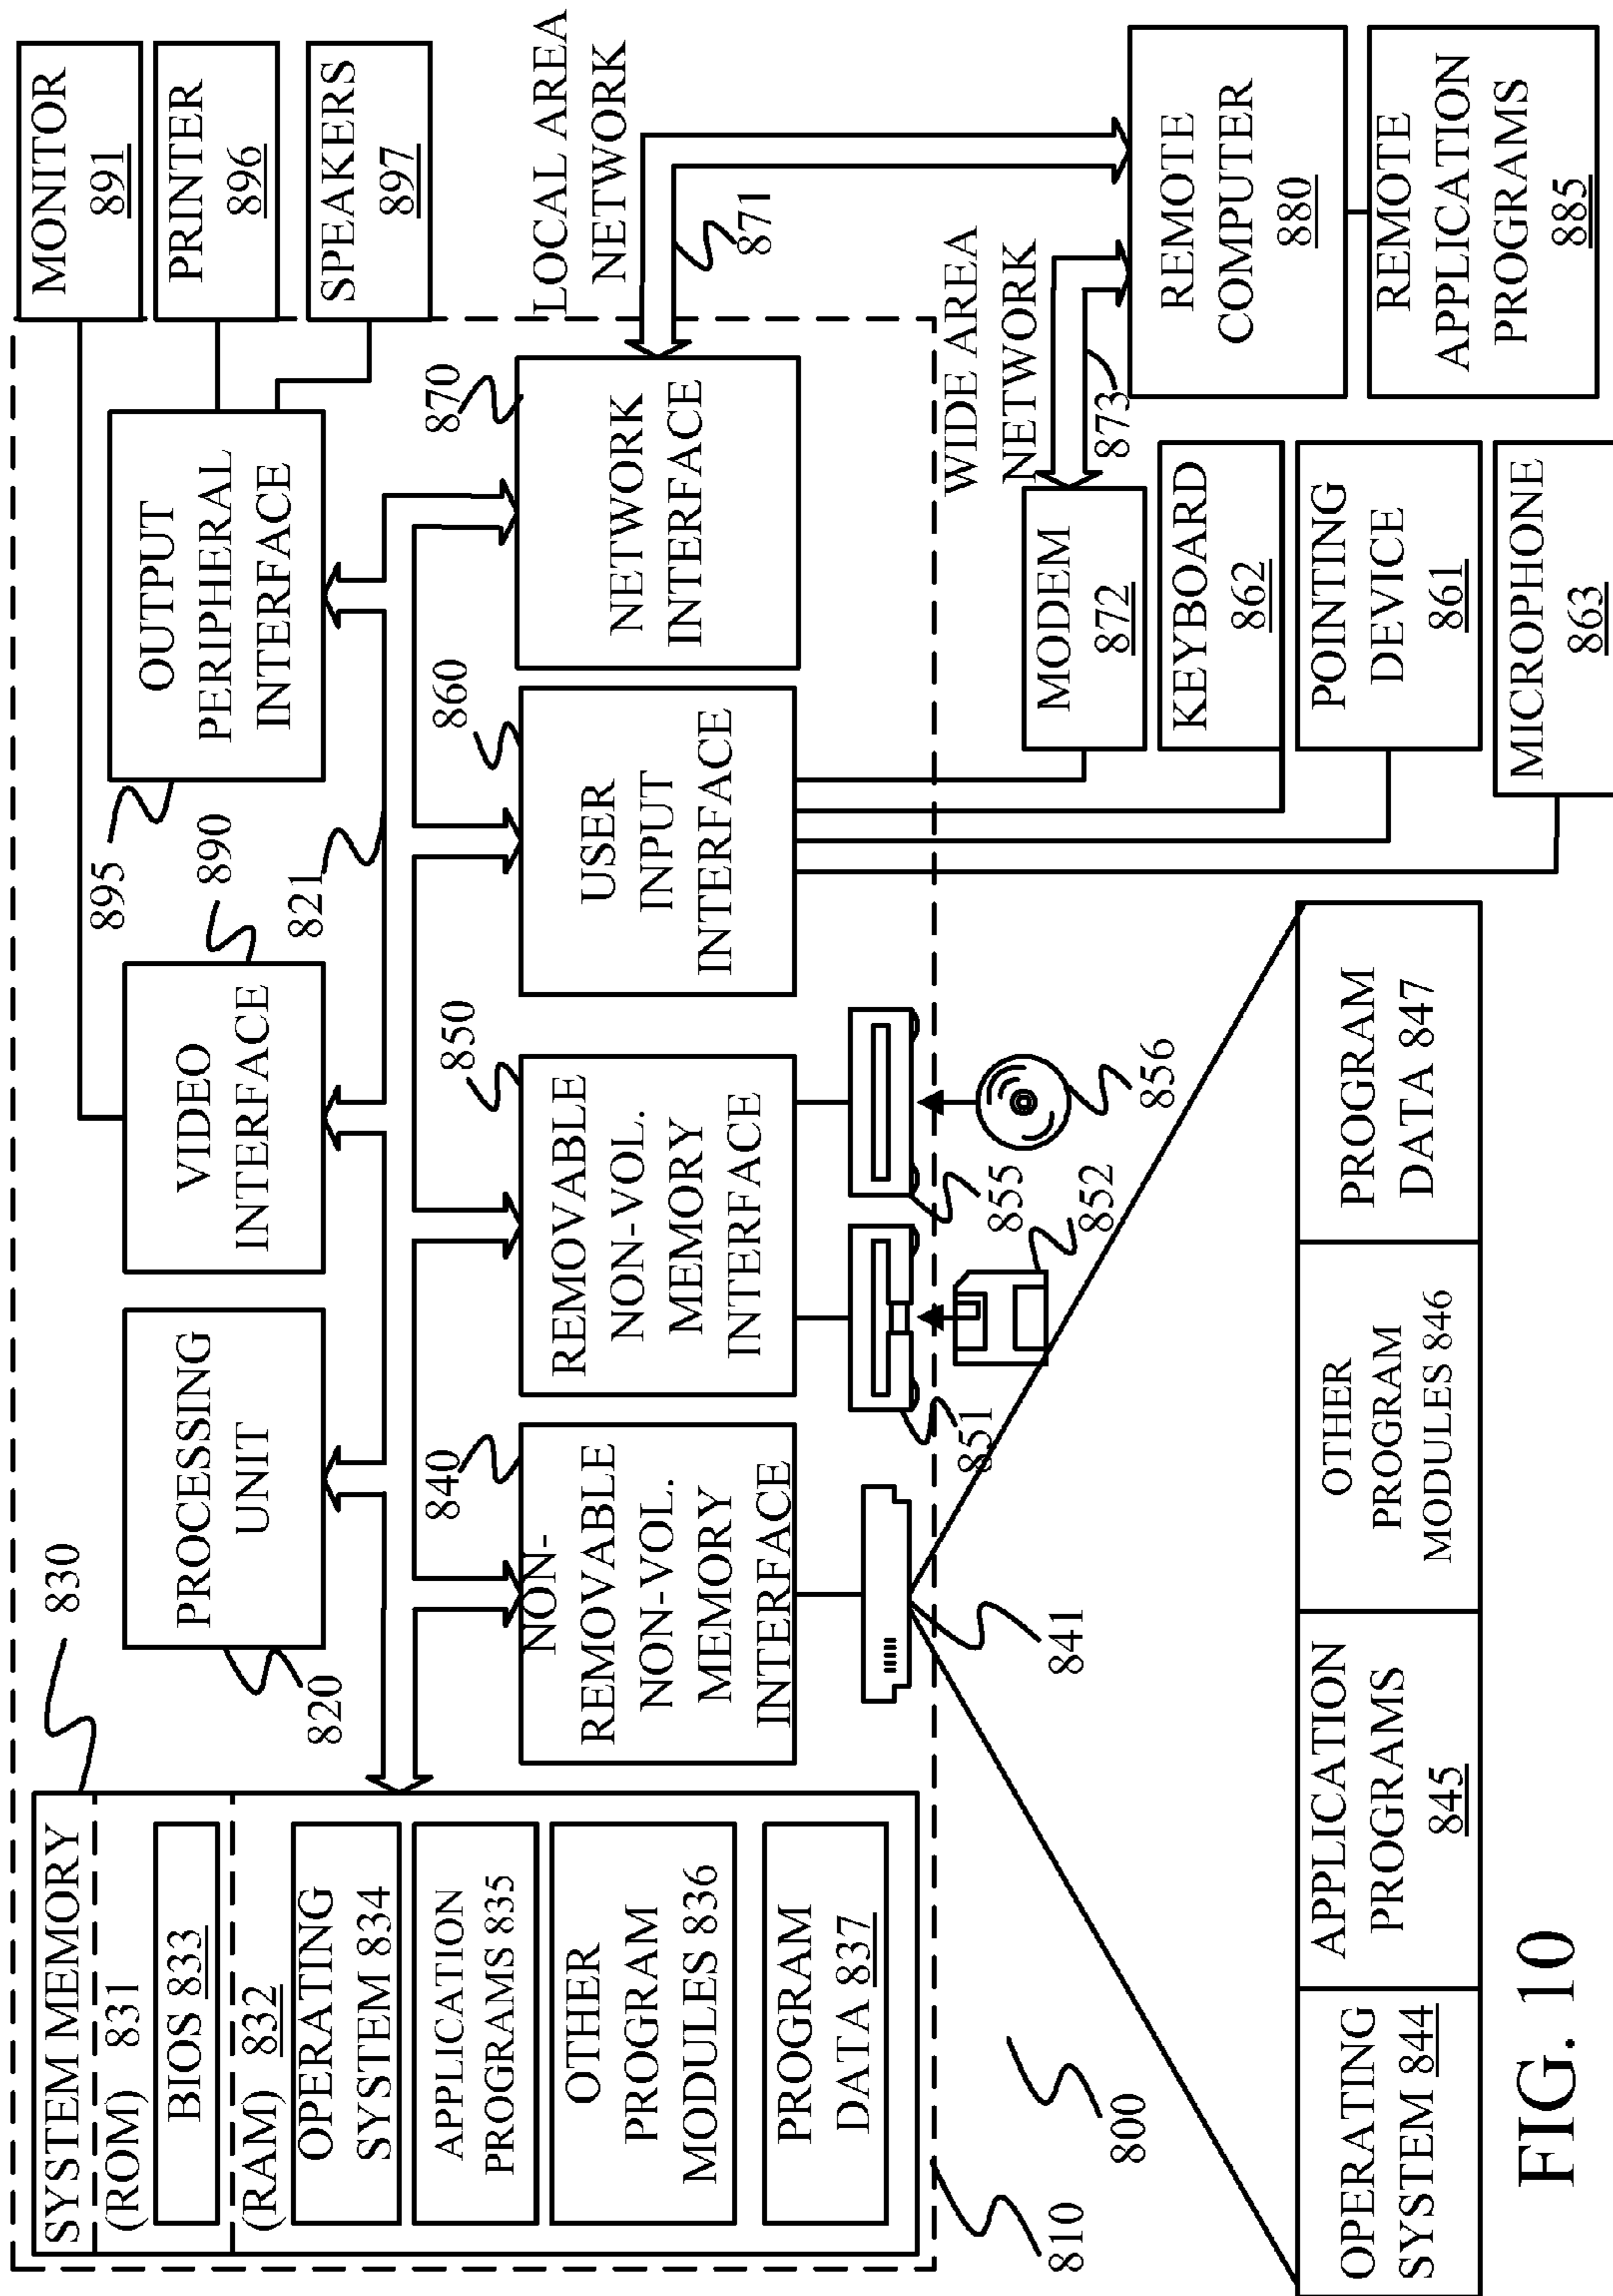 SYSTEM MEMORY
(ROM) 831
BIOS 833
(RAM) 832
OPERATING
SYSTEM 834
APPLICATION
PROGRAMS 835
OTHER
PROGRAM
MODULES 836
PROGRAM
DATA 837
830
PROCESSING
UNIT
820
VIDEO
INTERFACE
890
821
OUTPUT
PERIPHERAL
INTERFACE
895
MONITOR
891
PRINTER
896
SPEAKERS
897
NON-
REMOVABLE
NON-VOL.
MEMORY
INTERFACE
840
REMOVABLE
NON-VOL.
MEMORY
INTERFACE
850
USER
INPUT
INTERFACE
860
NETWORK
INTERFACE
870
LOCAL AREA
NETWORK
871
WIDE AREA
NETWORK
873
841
851
852
855
856
MODEM
872
KEYBOARD
862
POINTING
DEVICE
861
MICROPHONE
863
REMOTE
COMPUTER
880
REMOTE
APPLICATION
PROGRAMS
885
810
800
OPERATING
SYSTEM 844
APPLICATION
PROGRAMS
845
OTHER
PROGRAM
MODULES 846
PROGRAM
DATA 847
FIG. 10